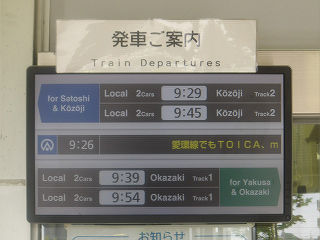 発車ご案内
Train Departures
for Setoshi & Kōzōji
Local 2Cars 9:29 Kōzōji Track2
Local 2Cars 9:45 Kōzōji Track2
9:26 愛環線でもTOICA、m
Local 2Cars 9:39 Okazaki Track1
Local 2Cars 9:54 Okazaki Track1
for Yakusa & Okazaki
お知らせ